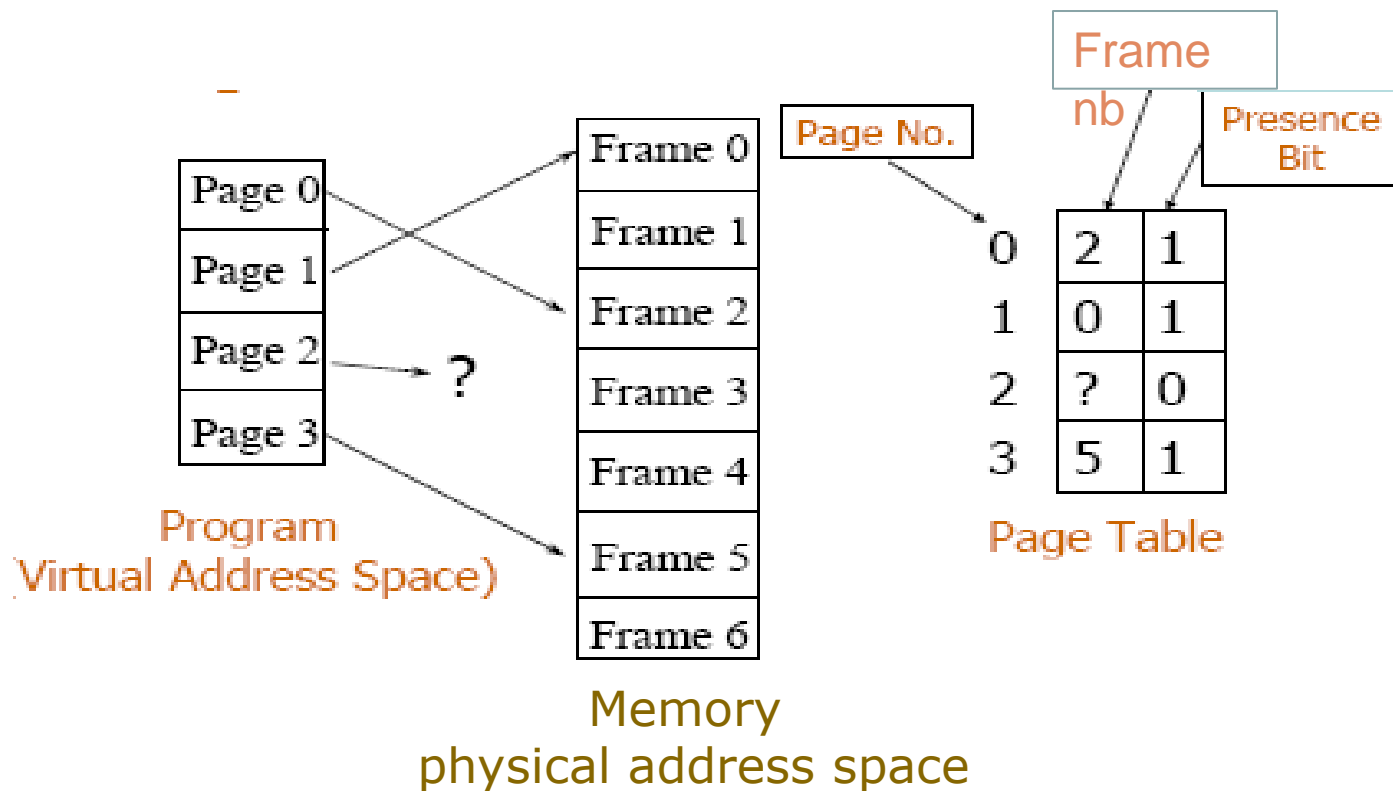 Frame
nb
Presence
Bit
Page No.
Page 0
Page 1
Page 2
Page 3
?
Program
(Virtual Address Space)
Frame 0
Frame 1
Frame 2
Frame 3
Frame 4
Frame 5
Frame 6
Memory
physical address space
0 2 1
1 0 1
2 ? 0
3 5 1
Page Table